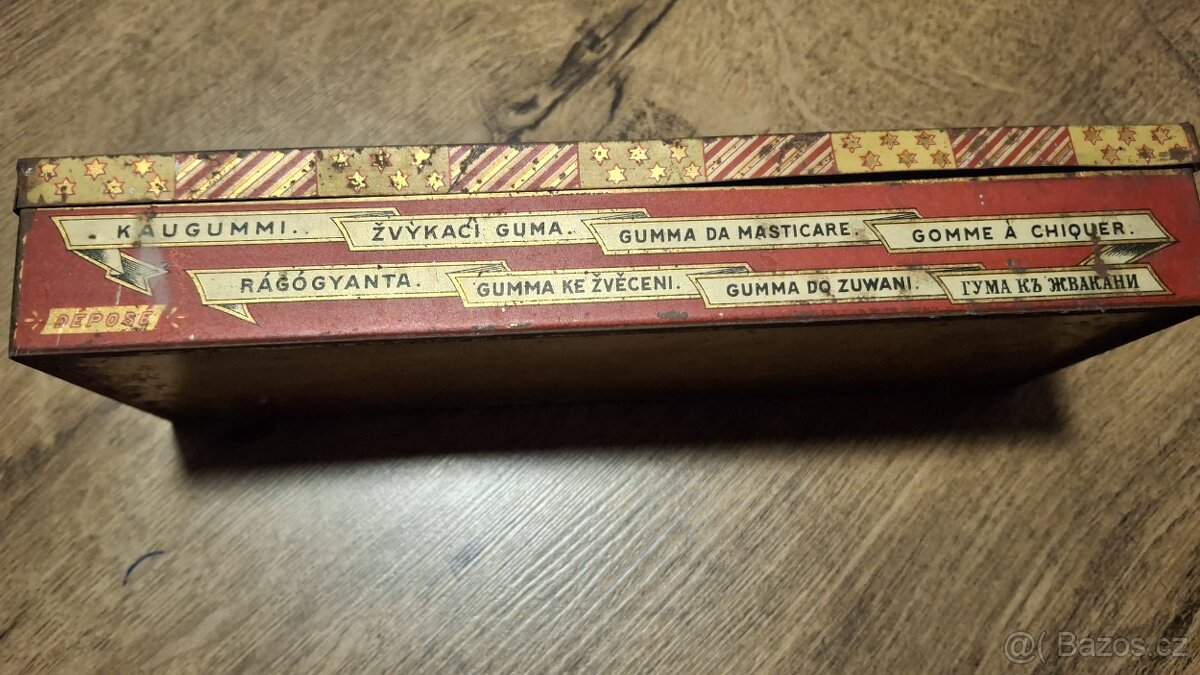 KAUGUMMI. ŽVÝKACÍ GUMA. GUMMA DA MASTICARE. GOMME À CHIQUER.
RÁGÓGYANTA. GUMMA KE ŽVĚCENI. GUMMA DO ZUWANI. ГУМА КЪ ЖВАКАНИ
DÉPOSÉ
@( Bazos.cz